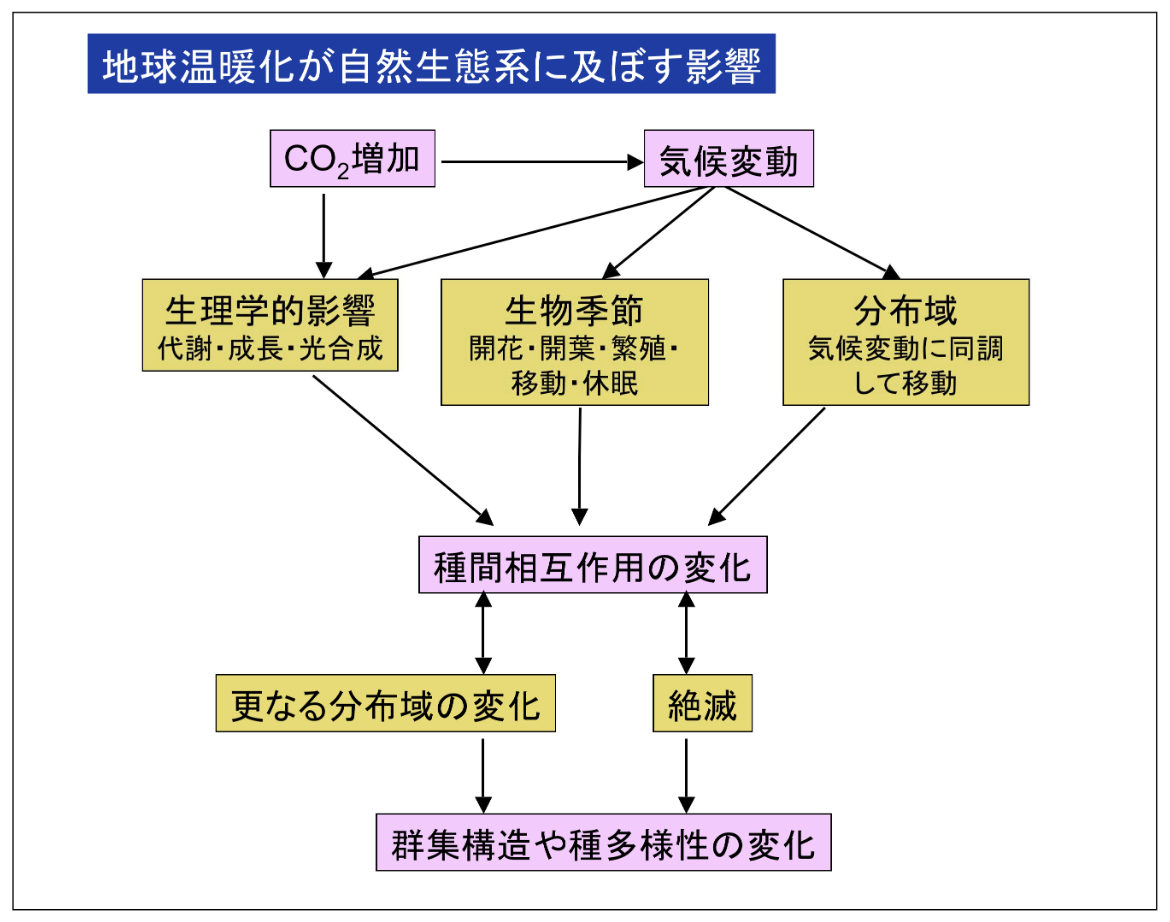 地球温暖化が自然生態系に及ぼす影響
CO₂増加
気候変動
生理学的影響
代謝・成長・光合成
生物季節
開花・開葉・繁殖・
移動・休眠
分布域
気候変動に同調
して移動
種間相互作用の変化
更なる分布域の変化
絶滅
群集構造や種多様性の変化